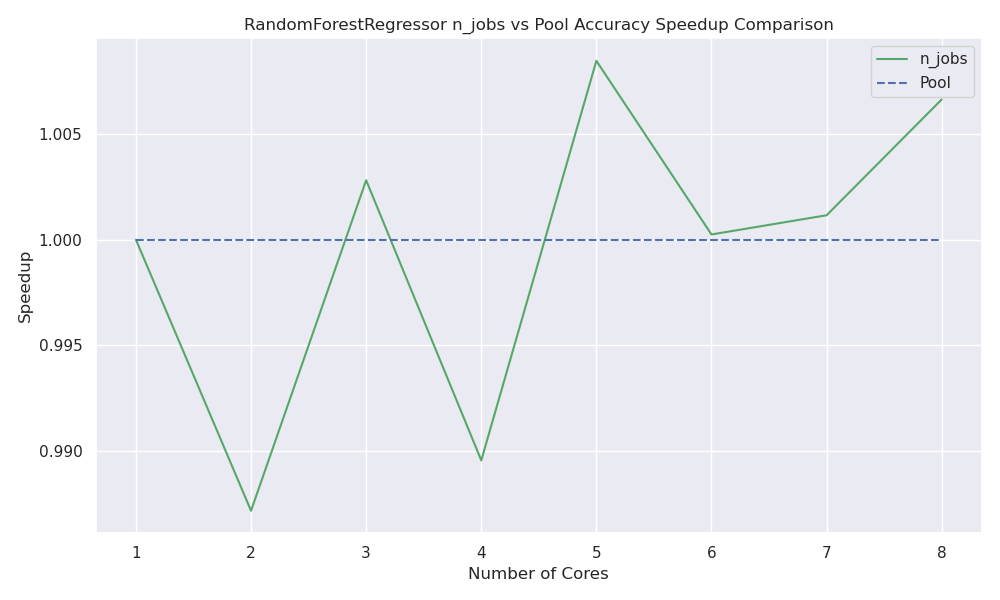 RandomForestRegressor n_jobs vs Pool Accuracy Speedup Comparison
n_jobs
Pool
1.005
1.000
0.995
0.990
Speedup
1 2 3 4 5 6 7 8
Number of Cores